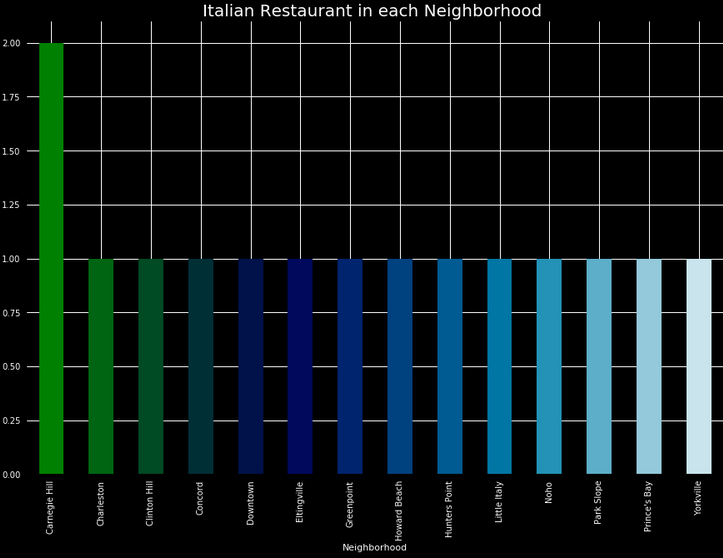 Italian Restaurant in each Neighborhood
2.00
1.75
1.50
1.25
1.00
0.75
0.50
0.25
0.00
Carnegie Hill
Charleston
Clinton Hill
Concord
Downtown
Eltingville
Greenpoint
Howard Beach
Hunters Point
Little Italy
Noho
Park Slope
Prince's Bay
Yorkville
Neighborhood